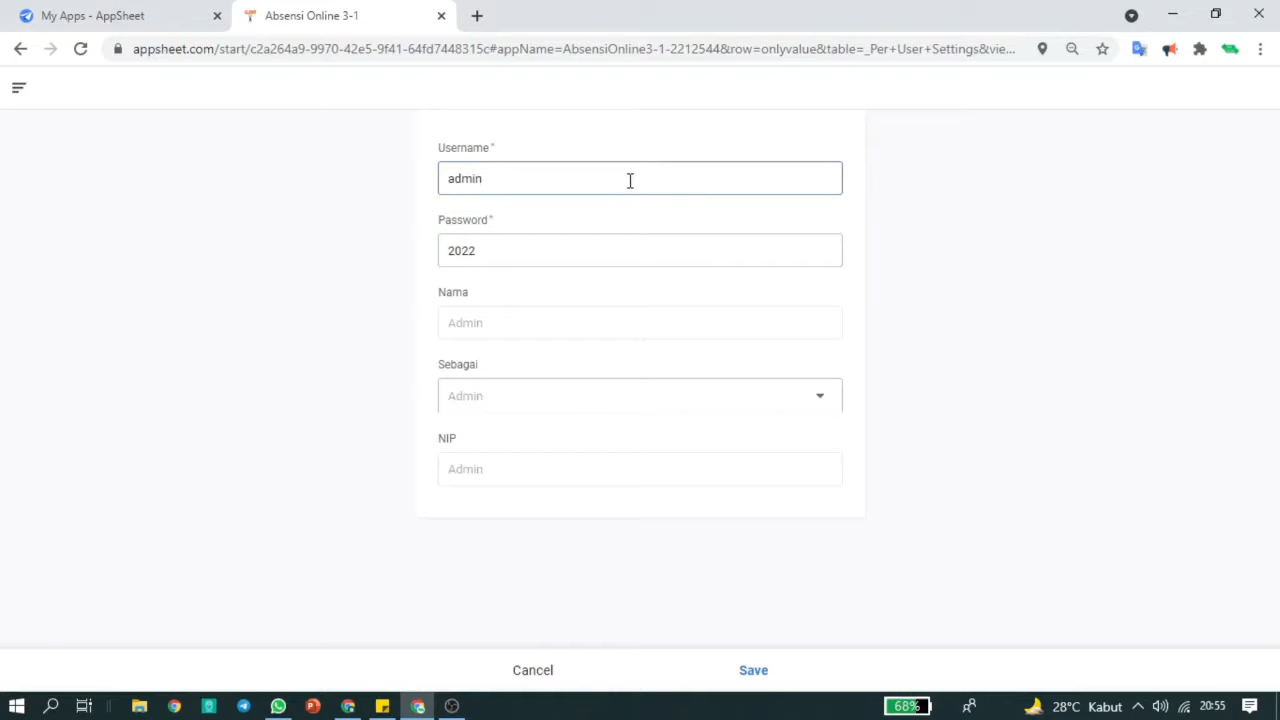 My Apps - AppSheet
Absensi Online 3-1
appsheet.com/start/c2a264a9-9970-42e5-9f41-64fd7448315c#appName=AbsensiOnline3-1-2212544&row=onlyvalue&table=_Per+User+Settings&vie...
Username*
admin
Password*
2022
Nama
Admin
Sebagai
Admin
NIP
Admin
Cancel
Save
68%
28°C Kabut
20:55